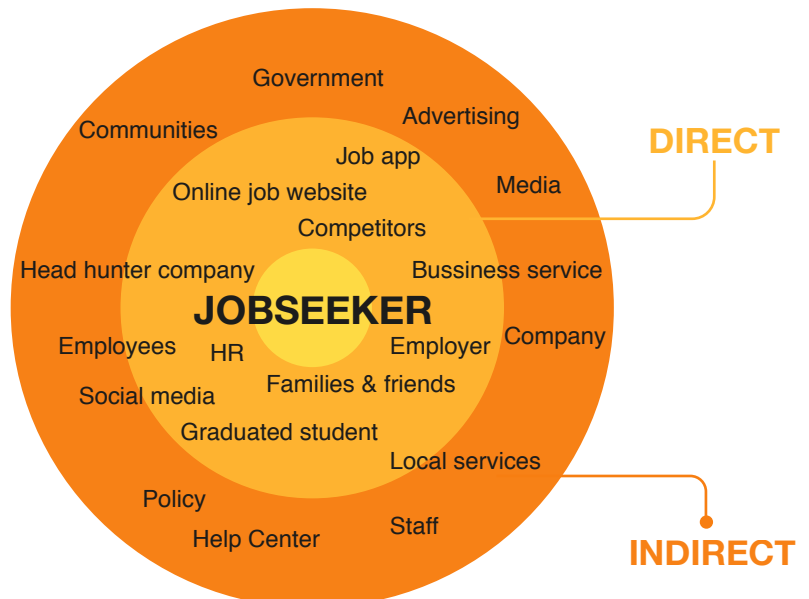 Government
Advertising
Communities
DIRECT
Job app
Media
Online job website
Competitors
Head hunter company
Bussiness service
JOBSEEKER
Company
Employees
HR
Employer
Families & friends
Social media
Graduated student
Local services
Policy
Staff
Help Center
INDIRECT